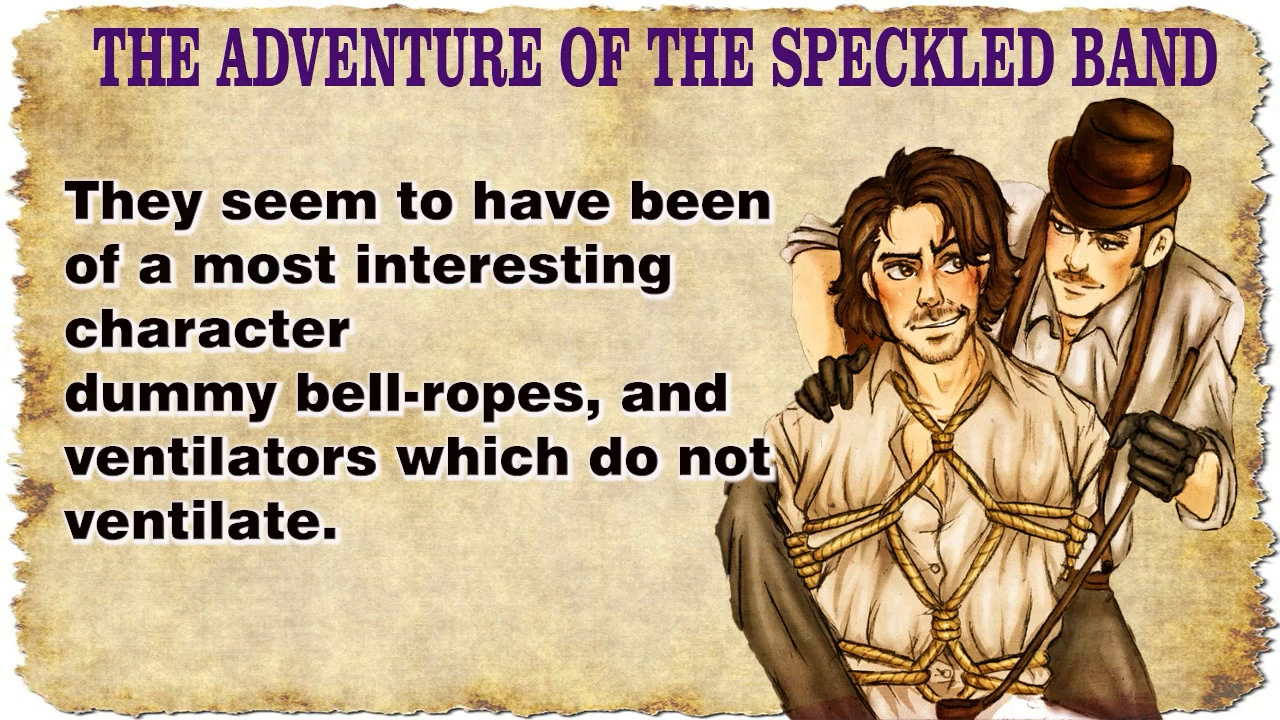 THE ADVENTURE OF THE SPECKLED BAND
They seem to have been
of a most interesting
character
dummy bell-ropes, and
ventilators which do not
ventilate.